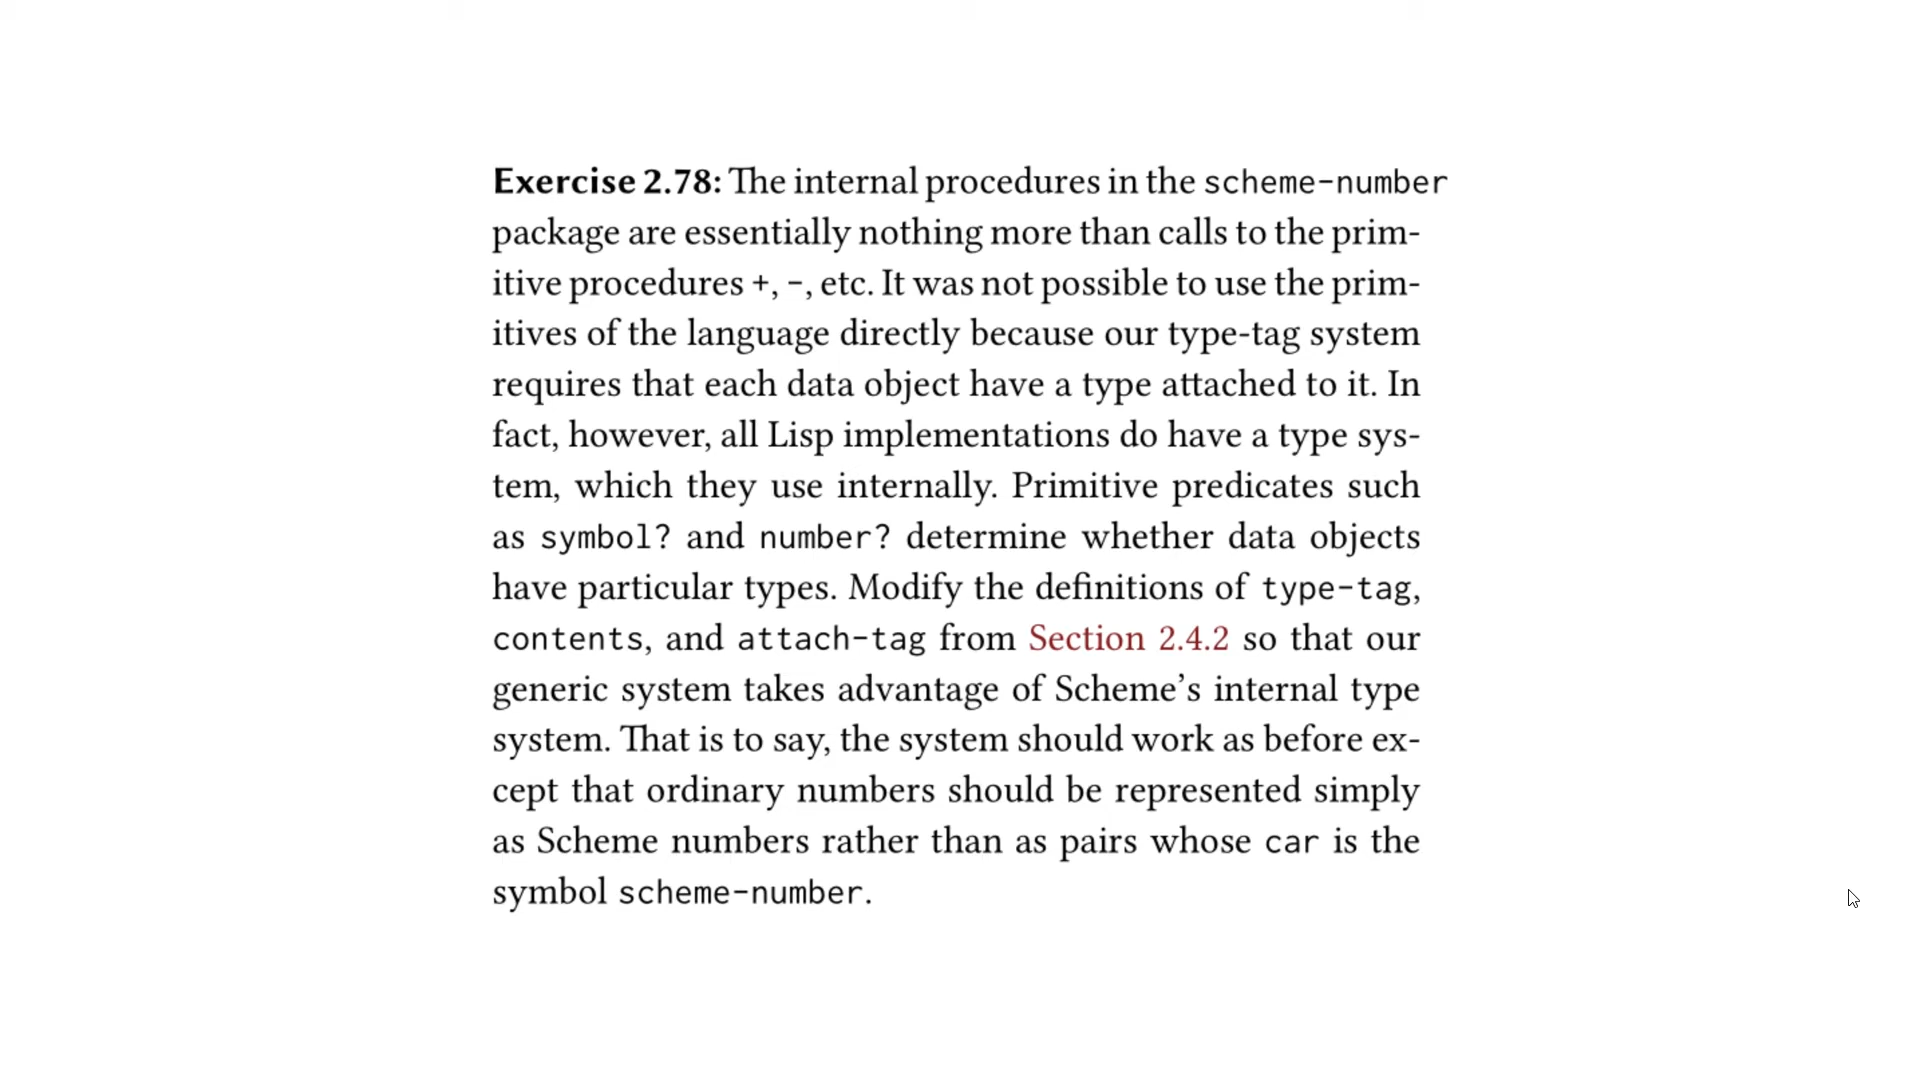 Exercise 2.78: The internal procedures in the scheme-number
package are essentially nothing more than calls to the prim-
itive procedures +, -, etc. It was not possible to use the prim-
itives of the language directly because our type-tag system
requires that each data object have a type attached to it. In
fact, however, all Lisp implementations do have a type sys-
tem, which they use internally. Primitive predicates such
as symbol? and number? determine whether data objects
have particular types. Modify the definitions of type-tag,
contents, and attach-tag from Section 2.4.2 so that our
generic system takes advantage of Scheme’s internal type
system. That is to say, the system should work as before ex-
cept that ordinary numbers should be represented simply
as Scheme numbers rather than as pairs whose car is the
symbol scheme-number.